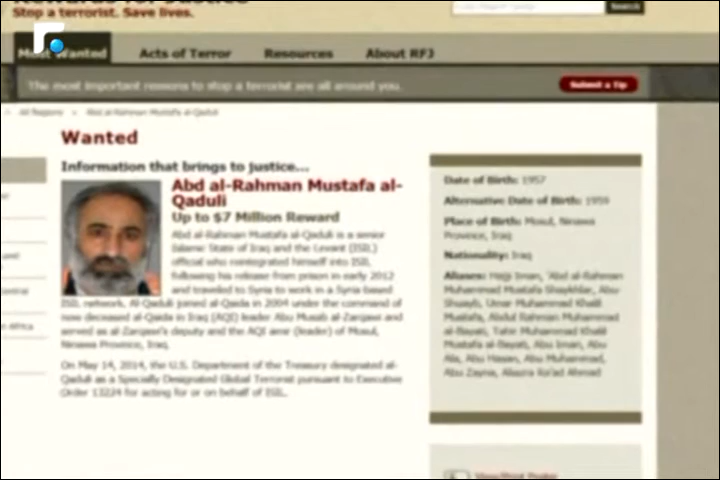 Rewards for Justice
Stop a terrorist. Save lives.
Search
Most Wanted
Acts of Terror
Resources
About RFJ
The most important reasons to stop a terrorist are all around you.
Submit a Tip
All Regions
Abd al-Rahman Mustafa al-Qaduli
Wanted
Information that brings to justice...
Abd al-Rahman Mustafa al-
Qaduli
Up to $7 Million Reward
Abd al-Rahman Mustafa al-Qaduli is a senior
Islamic State of Iraq and the Levant (ISIL)
official who reintegrated himself into ISIL
following his release from prison in early 2012
and traveled to Syria to work in a Syria-based
ISIL network. Al-Qaduli joined al-Qaida in 2004 under the command of
now deceased al-Qaida in Iraq (AQI) leader Abu Musab al-Zarqawi and
served as al-Zarqawi's deputy and the AQI amir (leader) of Mosul,
Ninawa Province, Iraq.
On May 14, 2014, the U.S. Department of the Treasury designated al-
Qaduli as a Specially Designated Global Terrorist pursuant to Executive
Order 13224 for acting for or on behalf of ISIL.
Date of Birth: 1957
Alternative Date of Birth: 1959
Place of Birth: Mosul, Ninawa
Province, Iraq
Nationality: Iraq
Aliases: Hajji Iman, 'Abd al-Rahman
Muhammad Mustafa Shaykhlar, Abu-
Shuayb, Umar Muhammad Khalil
Mustafa, Abdul Rahman Muhammad
al-Bayati, Tahir Muhammad Khalil
Mustafa al-Bayati, Abu Iman, Abu
Ala, Abu Hasan, Abu Muhammad,
Abu Zayna, Ahmad
View/Print Poster